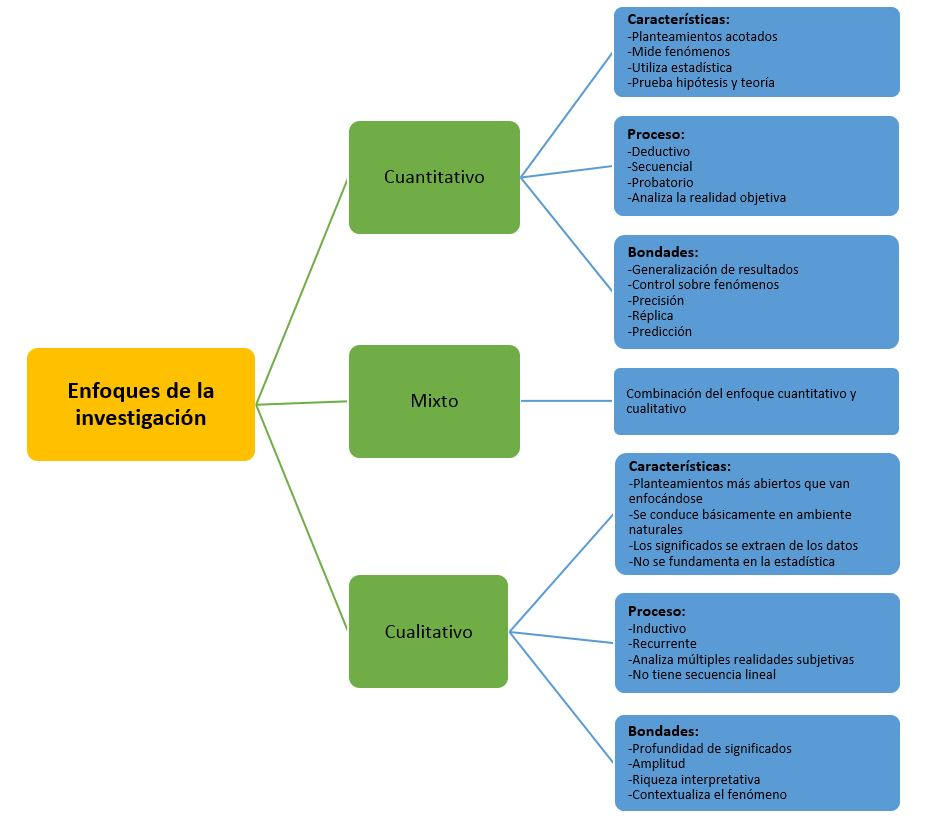 Enfoques de la
investigación
Cuantitativo
Características:
-Planteamientos acotados
-Mide fenómenos
-Utiliza estadística
-Prueba hipótesis y teoría
Proceso:
-Deductivo
-Secuencial
-Probatorio
-Analiza la realidad objetiva
Bondades:
-Generalización de resultados
-Control sobre fenómenos
-Precisión
-Réplica
-Predicción
Mixto
Combinación del enfoque cuantitativo y
cualitativo
Cualitativo
Características:
-Planteamientos más abiertos que van
enfocándose
-Se conduce básicamente en ambiente
naturales
-Los significados se extraen de los datos
-No se fundamenta en la estadística
Proceso:
-Inductivo
-Recurrente
-Analiza múltiples realidades subjetivas
-No tiene secuencia lineal
Bondades:
-Profundidad de significados
-Amplitud
-Riqueza interpretativa
-Contextualiza el fenómeno